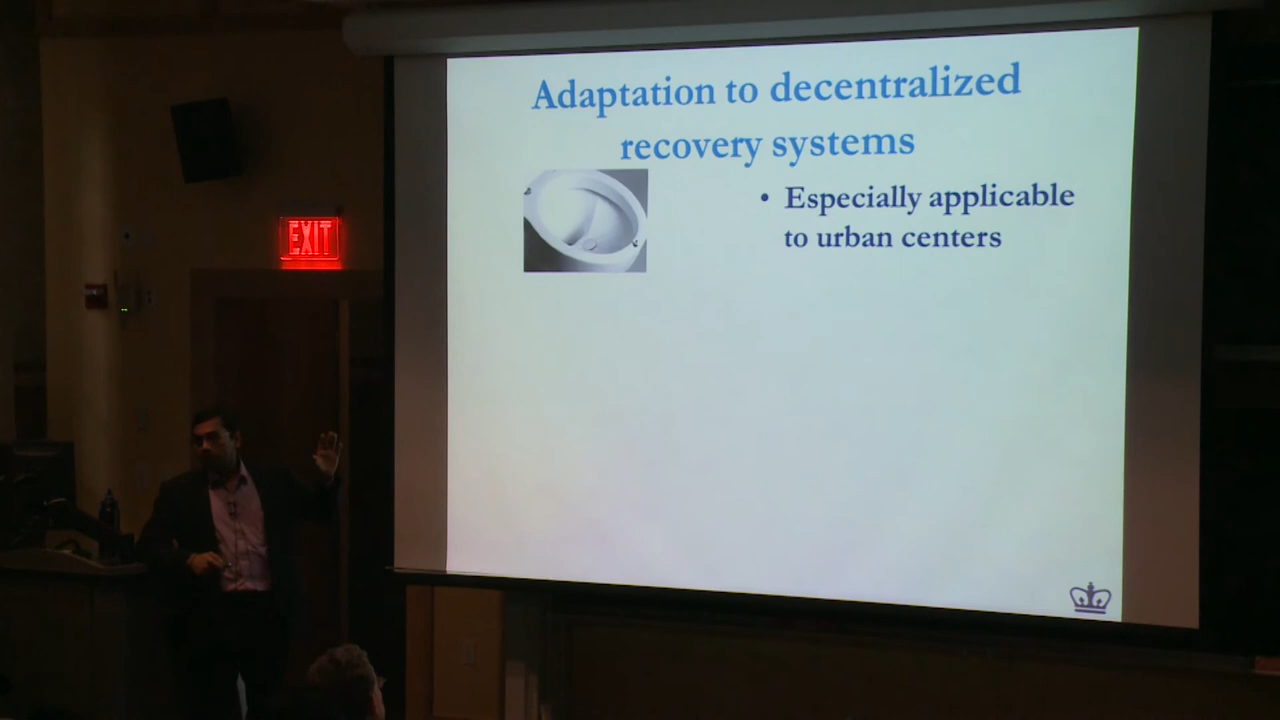 Adaptation to decentralized
recovery systems
• Especially applicable
to urban centers
EXIT